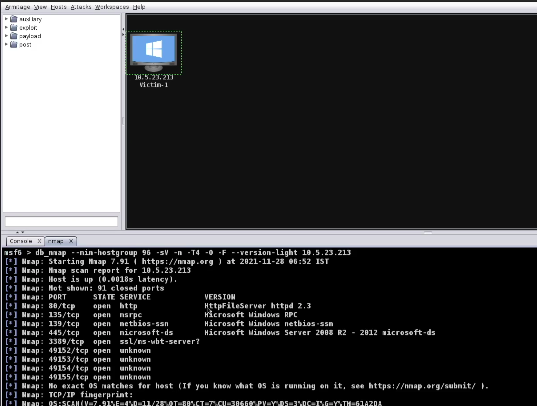 Armitage View Hosts Attacks Workspaces Help
auxiliary
exploit
payload
post
10.5.23.213
Victim-1
Console X nmap X
msf6 > db_nmap --min-hostgroup 96 -sV -n -T4 -O -F --version-light 10.5.23.213
[*] Nmap: Starting Nmap 7.91 ( https://nmap.org ) at 2021-11-28 06:52 IST
[*] Nmap: Nmap scan report for 10.5.23.213
[*] Nmap: Host is up (0.0018s latency).
[*] Nmap: Not shown: 91 closed ports
[*] Nmap: PORT STATE SERVICE VERSION
[*] Nmap: 80/tcp open http HttpFileServer httpd 2.3
[*] Nmap: 135/tcp open msrpc Microsoft Windows RPC
[*] Nmap: 139/tcp open netbios-ssn Microsoft Windows netbios-ssn
[*] Nmap: 445/tcp open microsoft-ds Microsoft Windows Server 2008 R2 - 2012 microsoft-ds
[*] Nmap: 3389/tcp open ssl/ms-wbt-server?
[*] Nmap: 49152/tcp open unknown
[*] Nmap: 49153/tcp open unknown
[*] Nmap: 49154/tcp open unknown
[*] Nmap: 49155/tcp open unknown
[*] Nmap: No exact OS matches for host (If you know what OS is running on it, see https://nmap.org/submit/ ).
[*] Nmap: TCP/IP fingerprint:
[*] Nmap: OS:SCAN(V=7.91%E=4%D=11/28%OT=80%CT=7%CU=30660%PV=Y%DS=3%DC=I%G=Y%TM=61A2DA